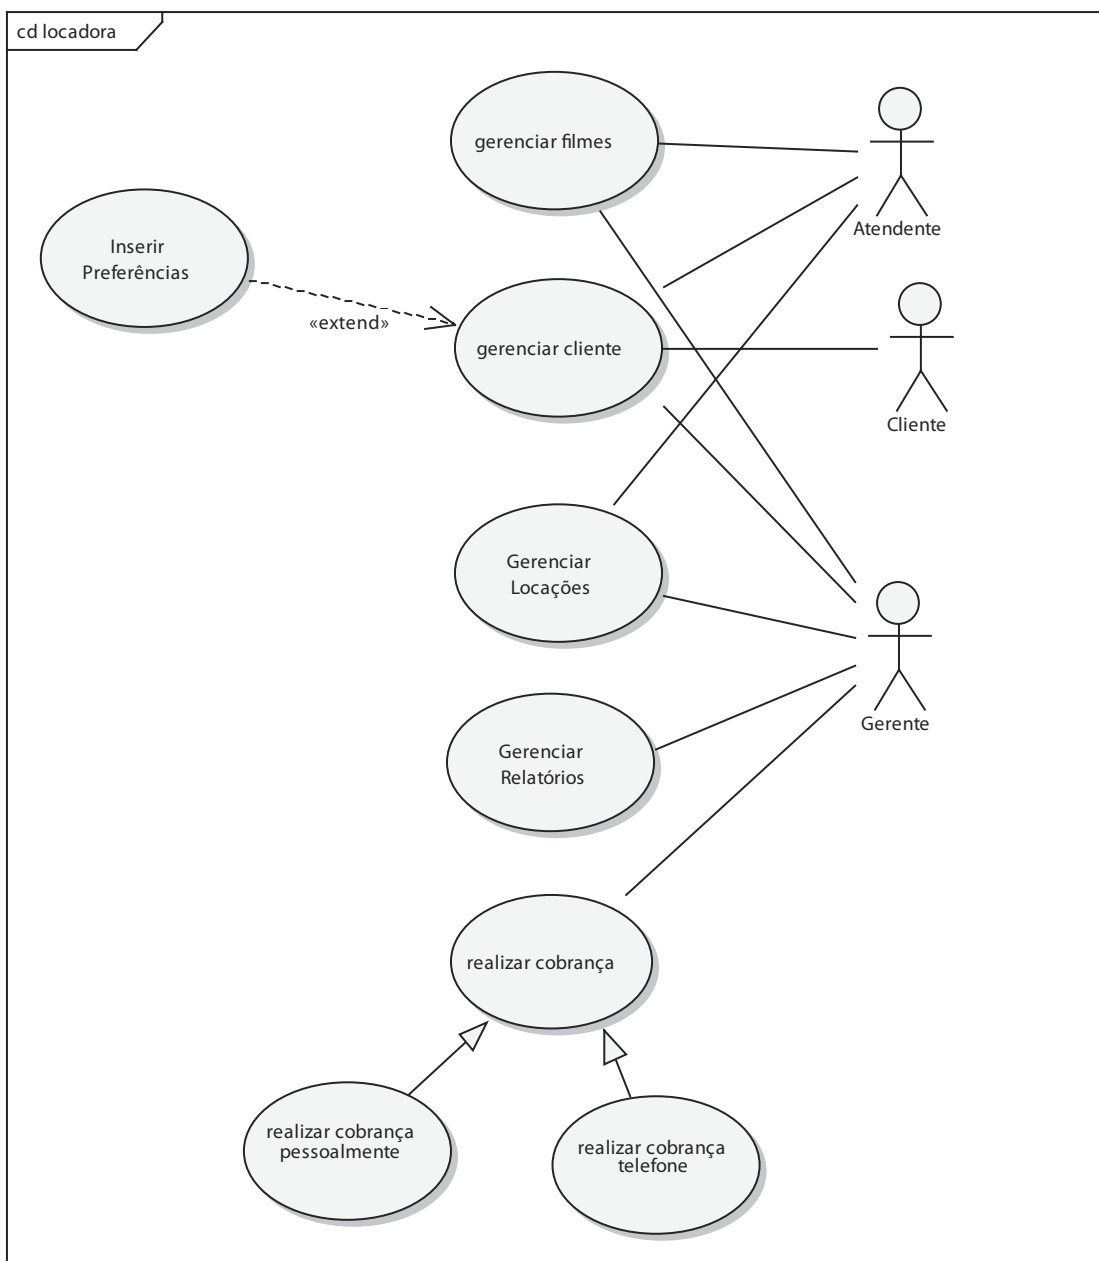 cd locadora
gerenciar filmes
Atendente
Inserir
Preferências
«extend»
gerenciar cliente
Cliente
Gerenciar
Locações
Gerente
Gerenciar
Relatórios
realizar cobrança
realizar cobrança
pessoalmente
realizar cobrança
telefone